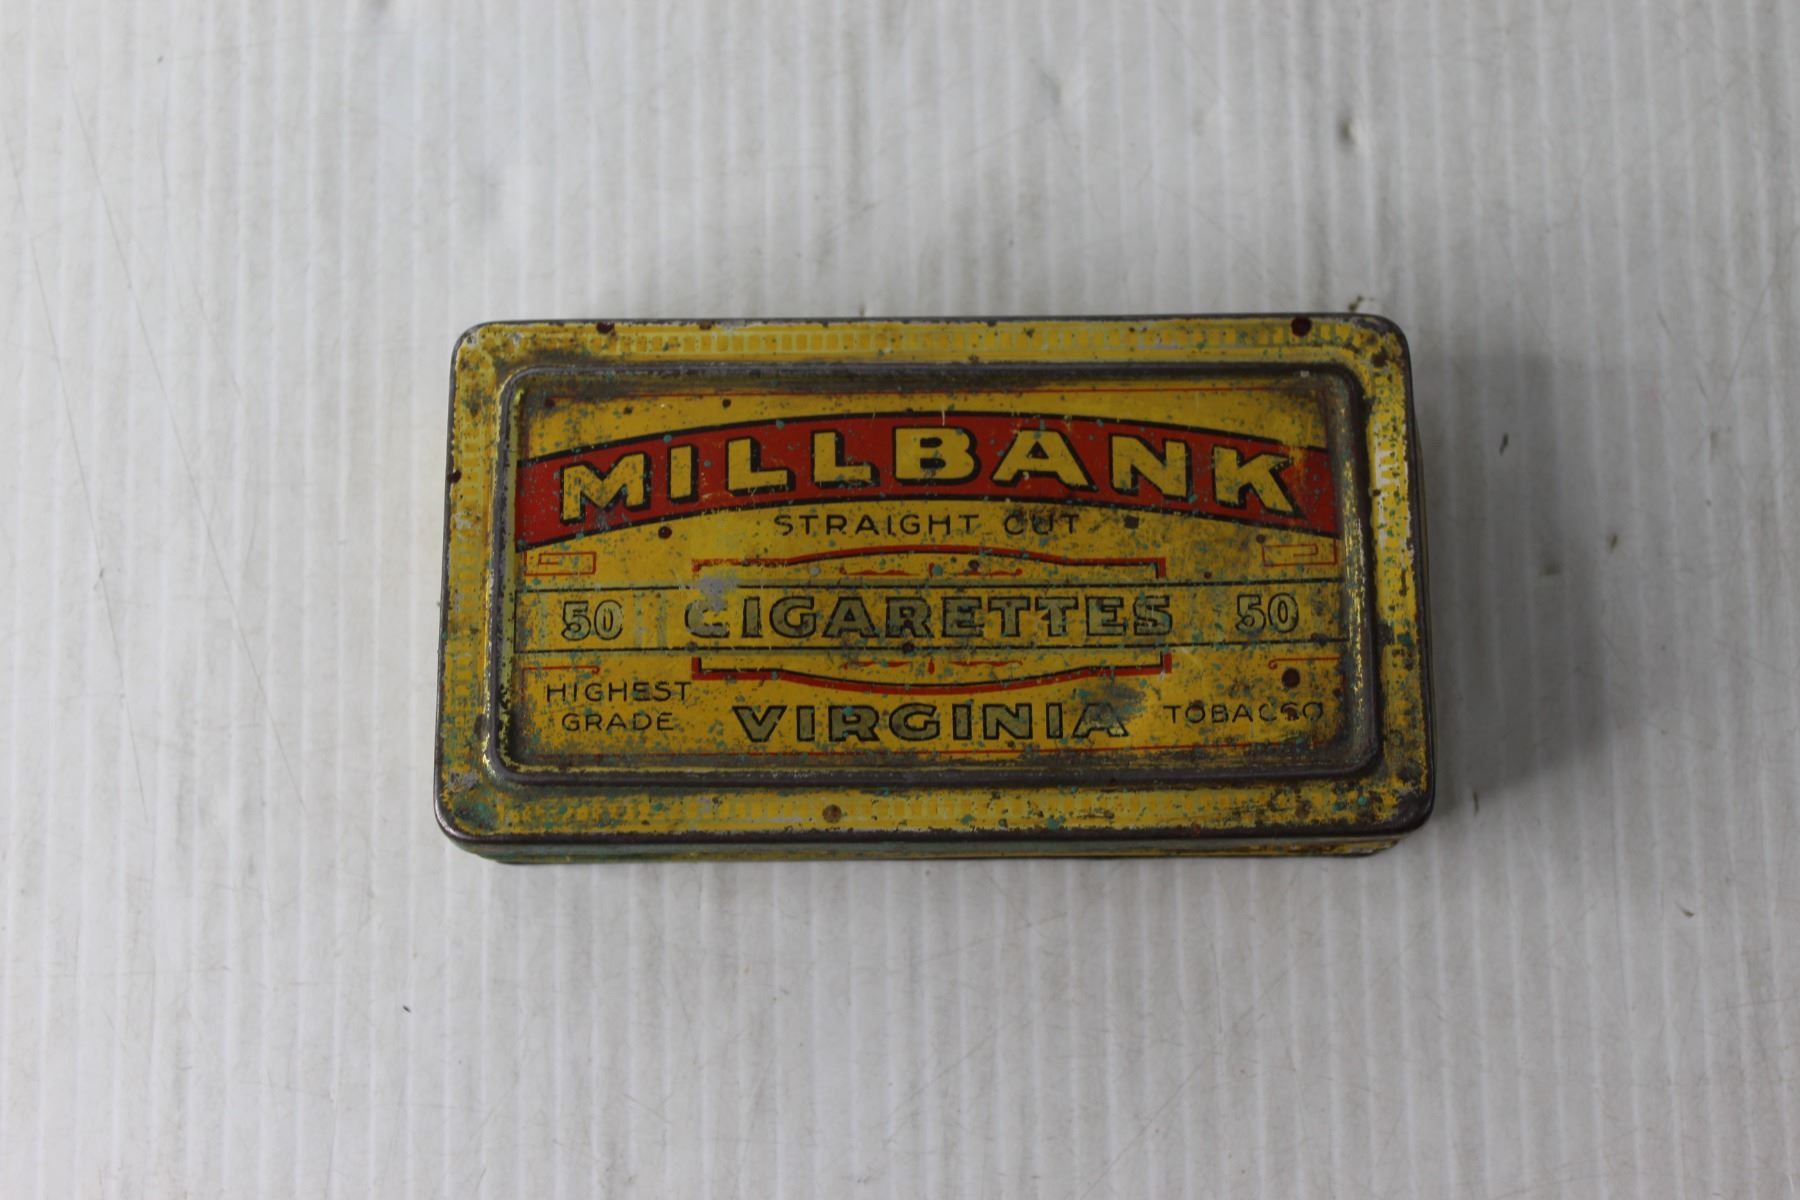 MILLBANK
STRAIGHT CUT
50 CIGARETTES 50
HIGHEST
GRADE VIRGINIA TOBACCO